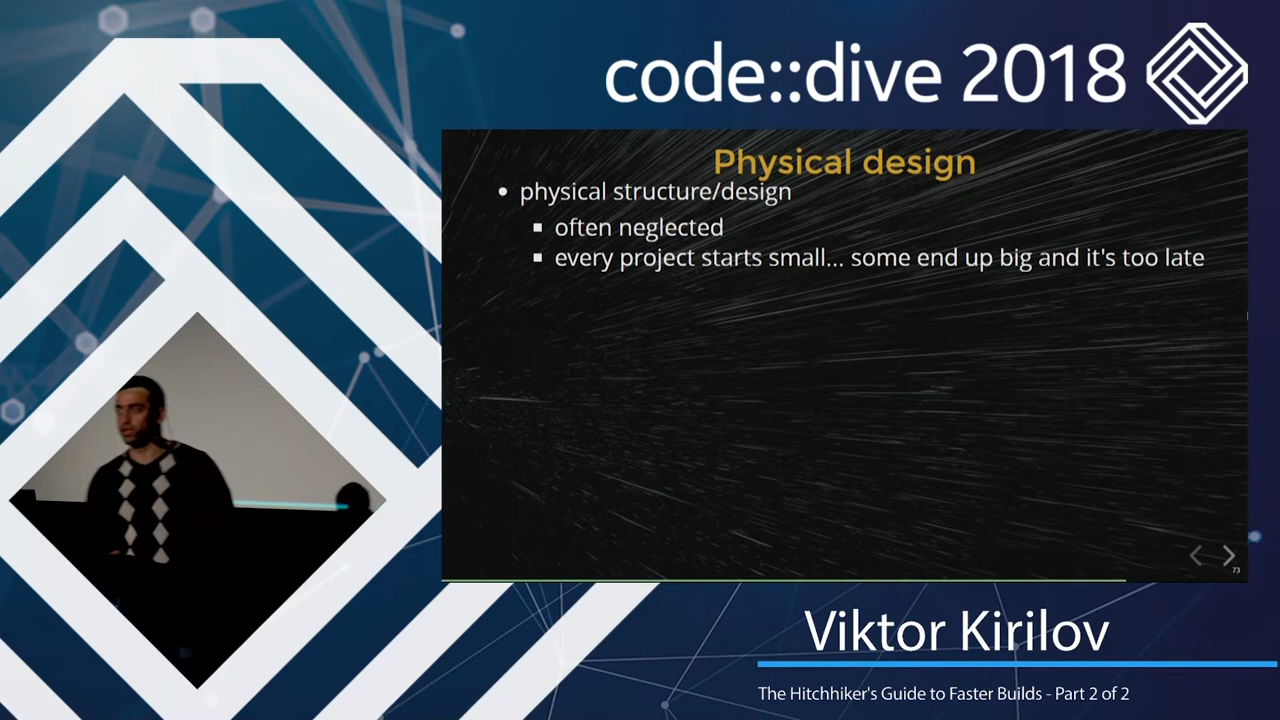 code::dive 2018
Physical design
• physical structure/design
▪ often neglected
▪ every project starts small... some end up big and it's too late
73
Viktor Kirilov
The Hitchhiker's Guide to Faster Builds - Part 2 of 2